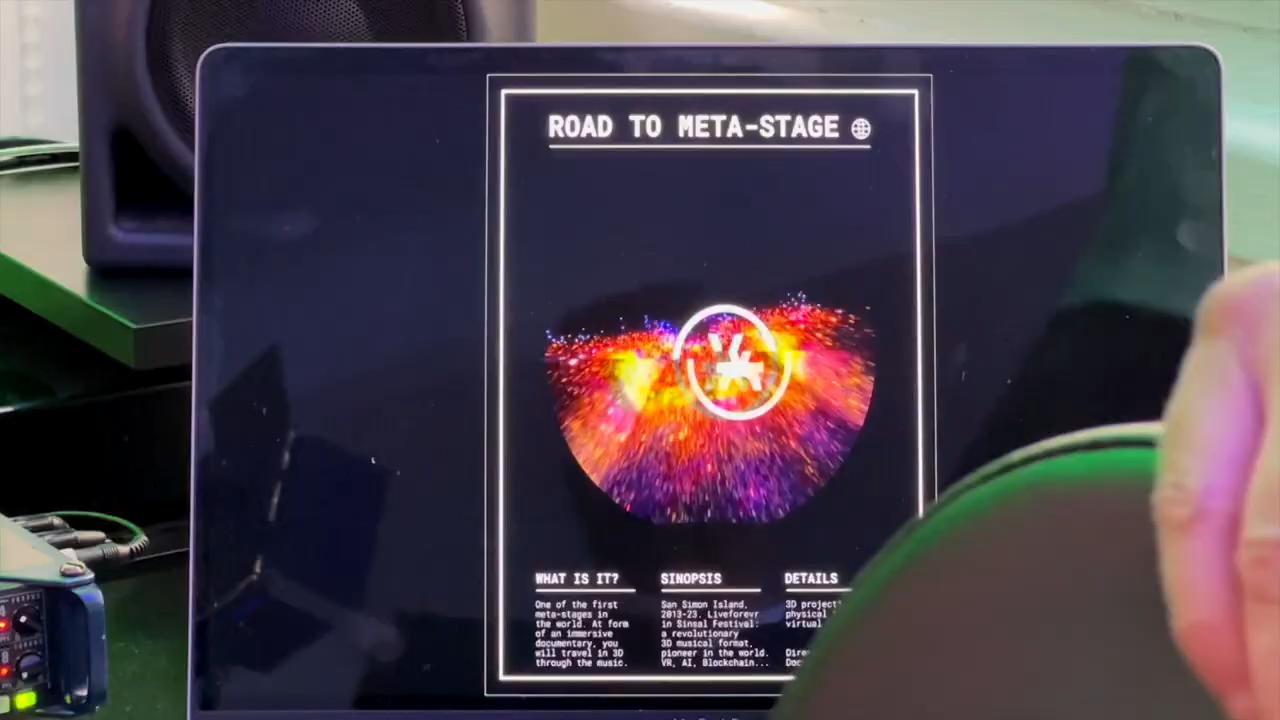 ROAD TO META-STAGE
WHAT IS IT?
One of the first
meta-stages in
the world. At form
of an immersive
documentary, you
will travel in 3D
through the music.
SINOPSIS
San Simon Island,
2013-23. Liveforevr
in Sinsal Festival:
a revolutionary
3D musical format,
pioneer in the world.
VR, AI, Blockchain...
DETAILS
3D project
physical
virtual